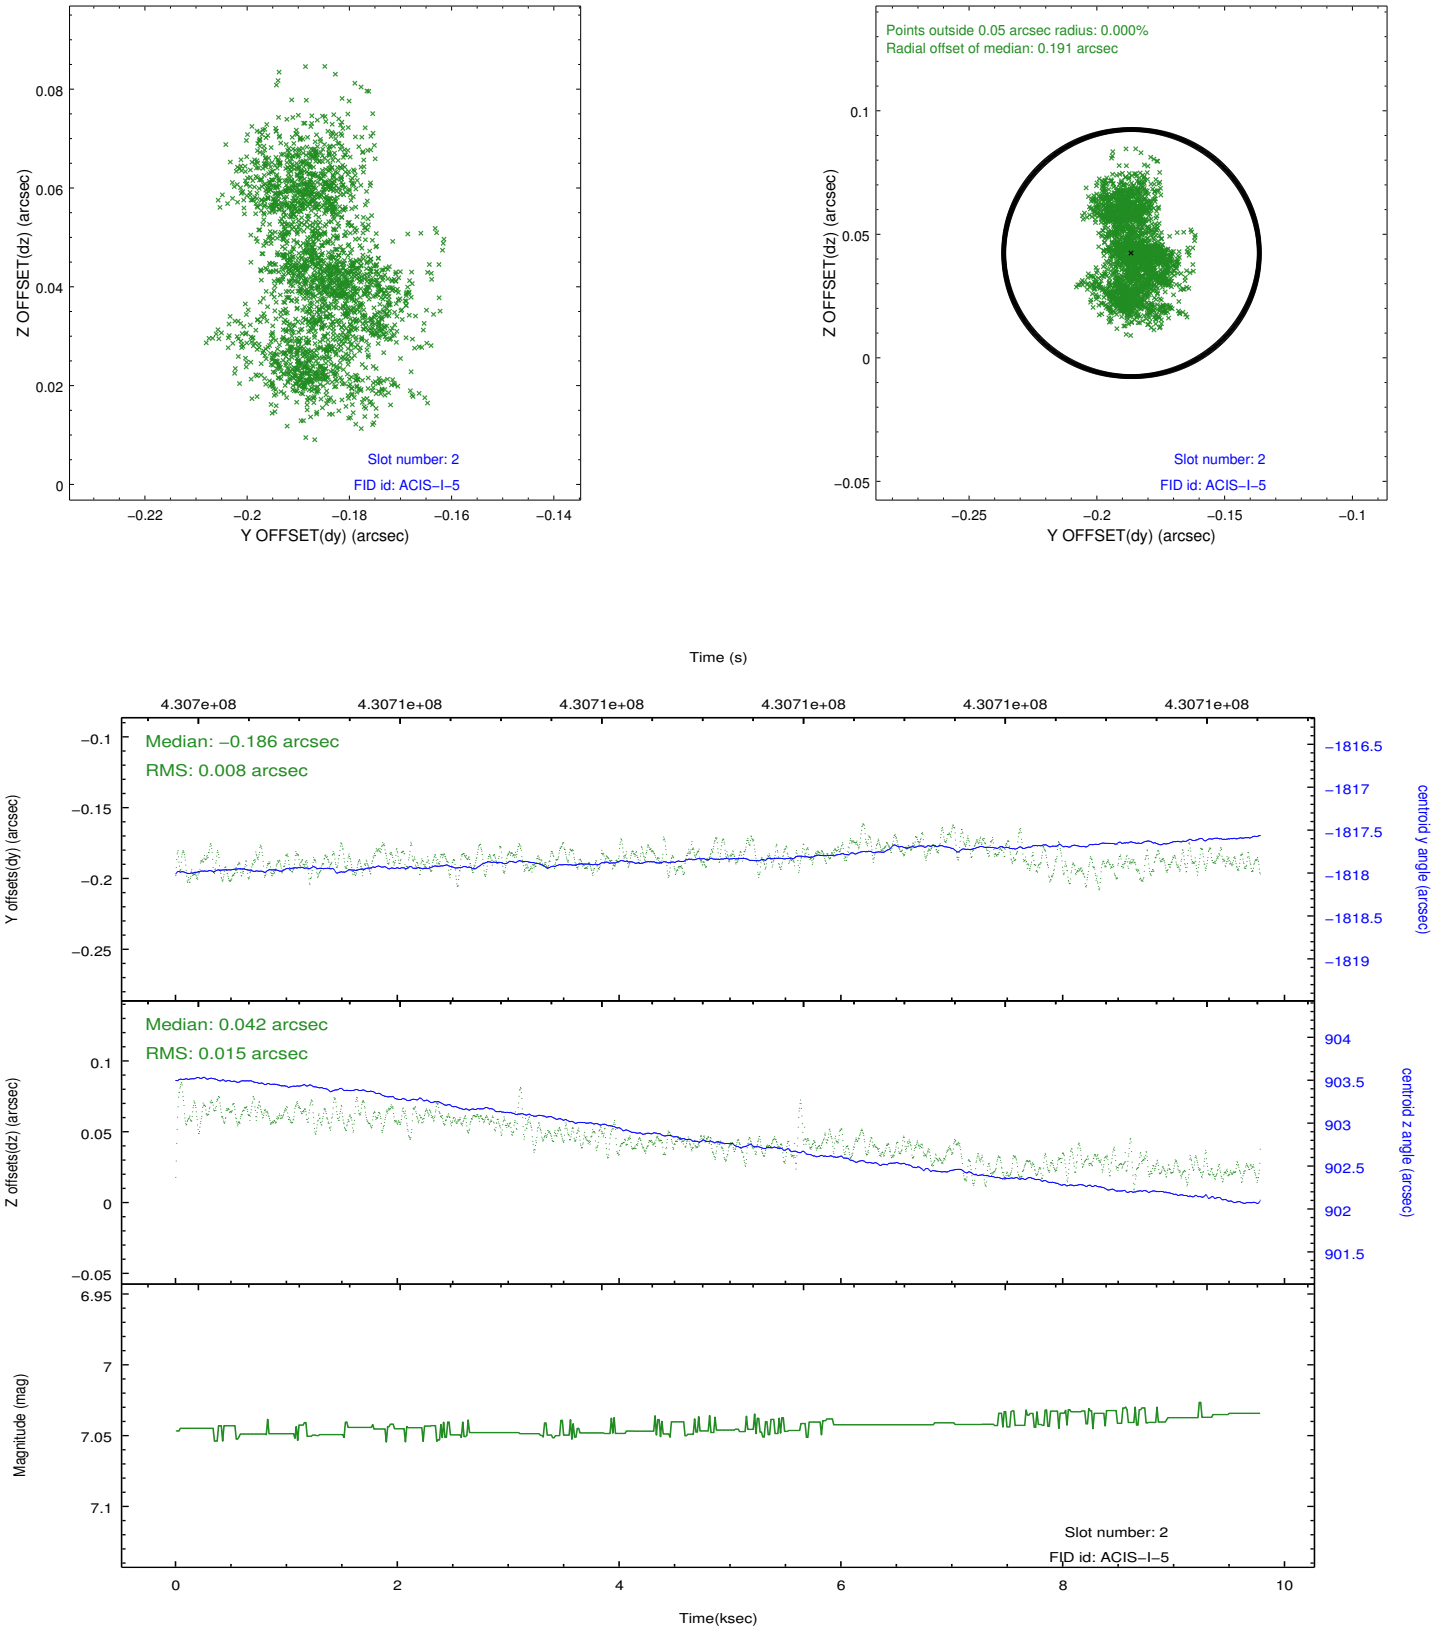 0.08
0.06
0.04
0.02
0
Z OFFSET(dz) (arcsec)
Slot number: 2
FID id: ACIS−I−5
−0.22 −0.2 −0.18 −0.16 −0.14
Y OFFSET(dy) (arcsec)
Points outside 0.05 arcsec radius: 0.000%
Radial offset of median: 0.191 arcsec
0.1
0.05
0
−0.05
Z OFFSET(dz) (arcsec)
Slot number: 2
FID id: ACIS−I−5
−0.25 −0.2 −0.15 −0.1
Y OFFSET(dy) (arcsec)
Time (s)
4.307e+08 4.3071e+08 4.3071e+08 4.3071e+08 4.3071e+08 4.3071e+08
Median: −0.186 arcsec
RMS: 0.008 arcsec
−0.1
−0.15
−0.2
−0.25
Y offsets(dy) (arcsec)
−1816.5
−1817
−1817.5
−1818
−1818.5
−1819
centroid y angle (arcsec)
Median: 0.042 arcsec
RMS: 0.015 arcsec
0.1
0.05
0
−0.05
Z offsets(dz) (arcsec)
904
903.5
903
902.5
902
901.5
centroid z angle (arcsec)
6.95
7
7.05
7.1
Magnitude (mag)
Slot number: 2
FID id: ACIS−I−5
0 2 4 6 8 10
Time(ksec)